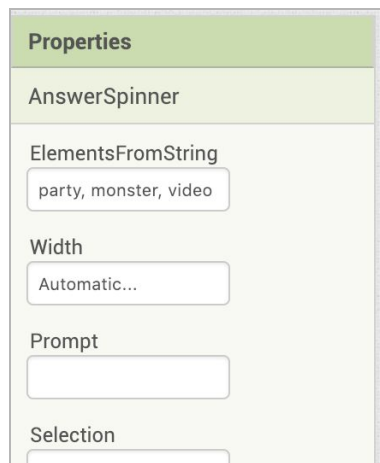 Properties
AnswerSpinner
ElementsFromString
party, monster, video
Width
Automatic...
Prompt
Selection